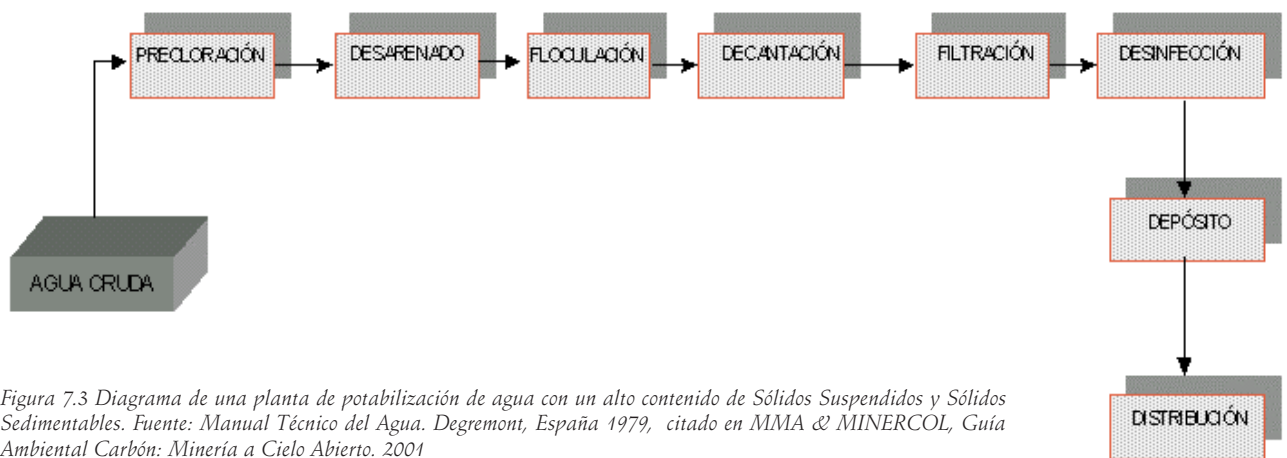 PRECLORACIÓN
DESARENADO
FLOCULACIÓN
DECANTACIÓN
FILTRACIÓN
DESINFECCIÓN
DEPÓSITO
AGUA CRUDA
DISTRIBUCIÓN
Figura 7.3 Diagrama de una planta de potabilización de agua con un alto contenido de Sólidos Suspendidos y Sólidos
Sedimentables. Fuente: Manual Técnico del Agua. Degremont, España 1979, citado en MMA & MINERCOL, Guía
Ambiental Carbón: Minería a Cielo Abierto. 2001